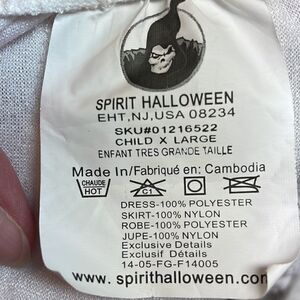 SPIRIT HALLOWEEN
EHT,NJ,USA 08234
SKU#01216522
CHILD X LARGE
ENFANT TRES GRANDE TAILLE
Made In/Fabriqué en: Cambodia
CHAUDE
HOT
C1
DRESS-100% POLYESTER
SKIRT-100% NYLON
ROBE-100% POLYESTER
JUPE-100% NYLON
Exclusive Details
Exclusif Détails
14-05-FG-F14005
www.spirithalloween.com